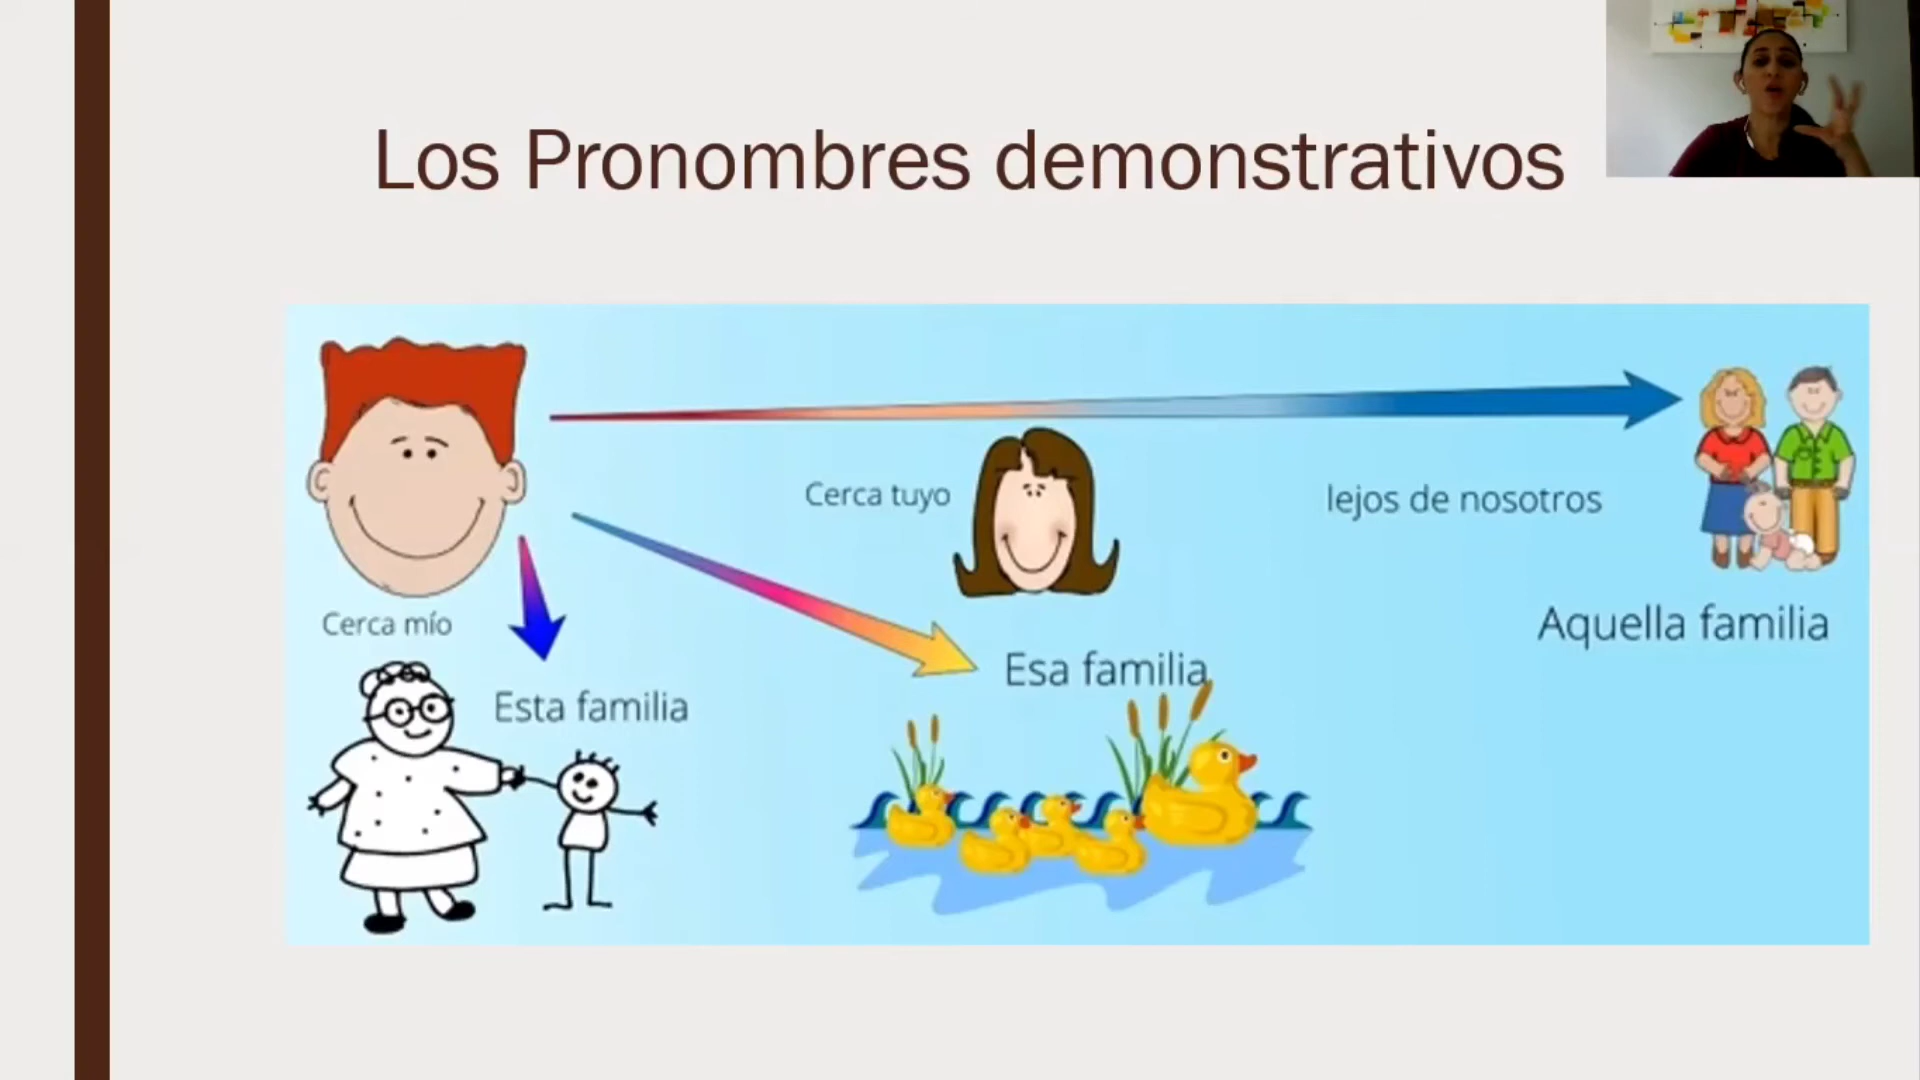 Los Pronombres demonstrativos
Cerca tuyo
lejos de nosotros
Cerca mío
Aquella familia
Esa familia
Esta familia